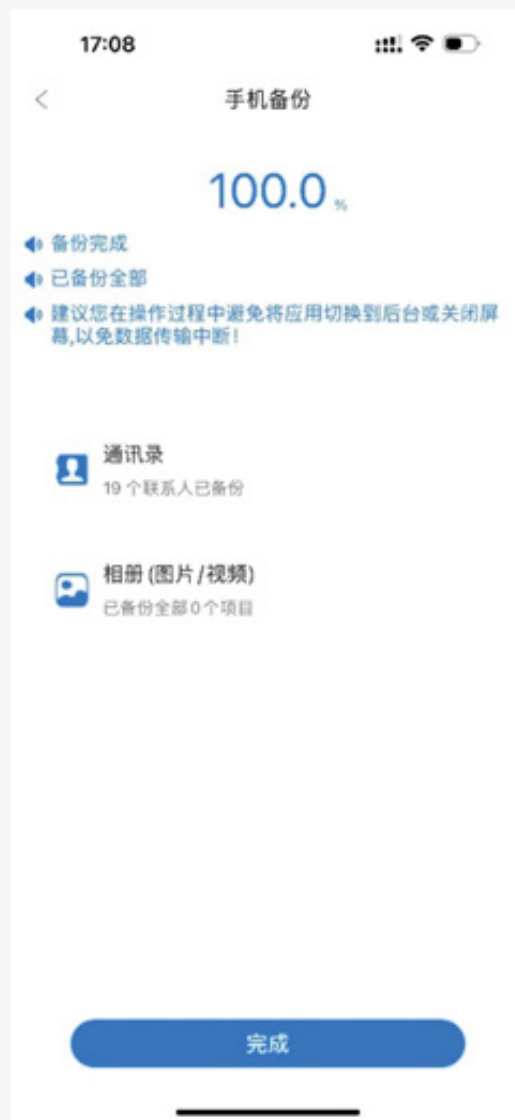 17:08
手机备份
100.0 %
备份完成
已备份全部
建议您在操作过程中避免将应用切换到后台或关闭屏
幕,以免数据传输中断!
通讯录
19 个联系人已备份
相册(图片/视频)
已备份全部0个项目
完成